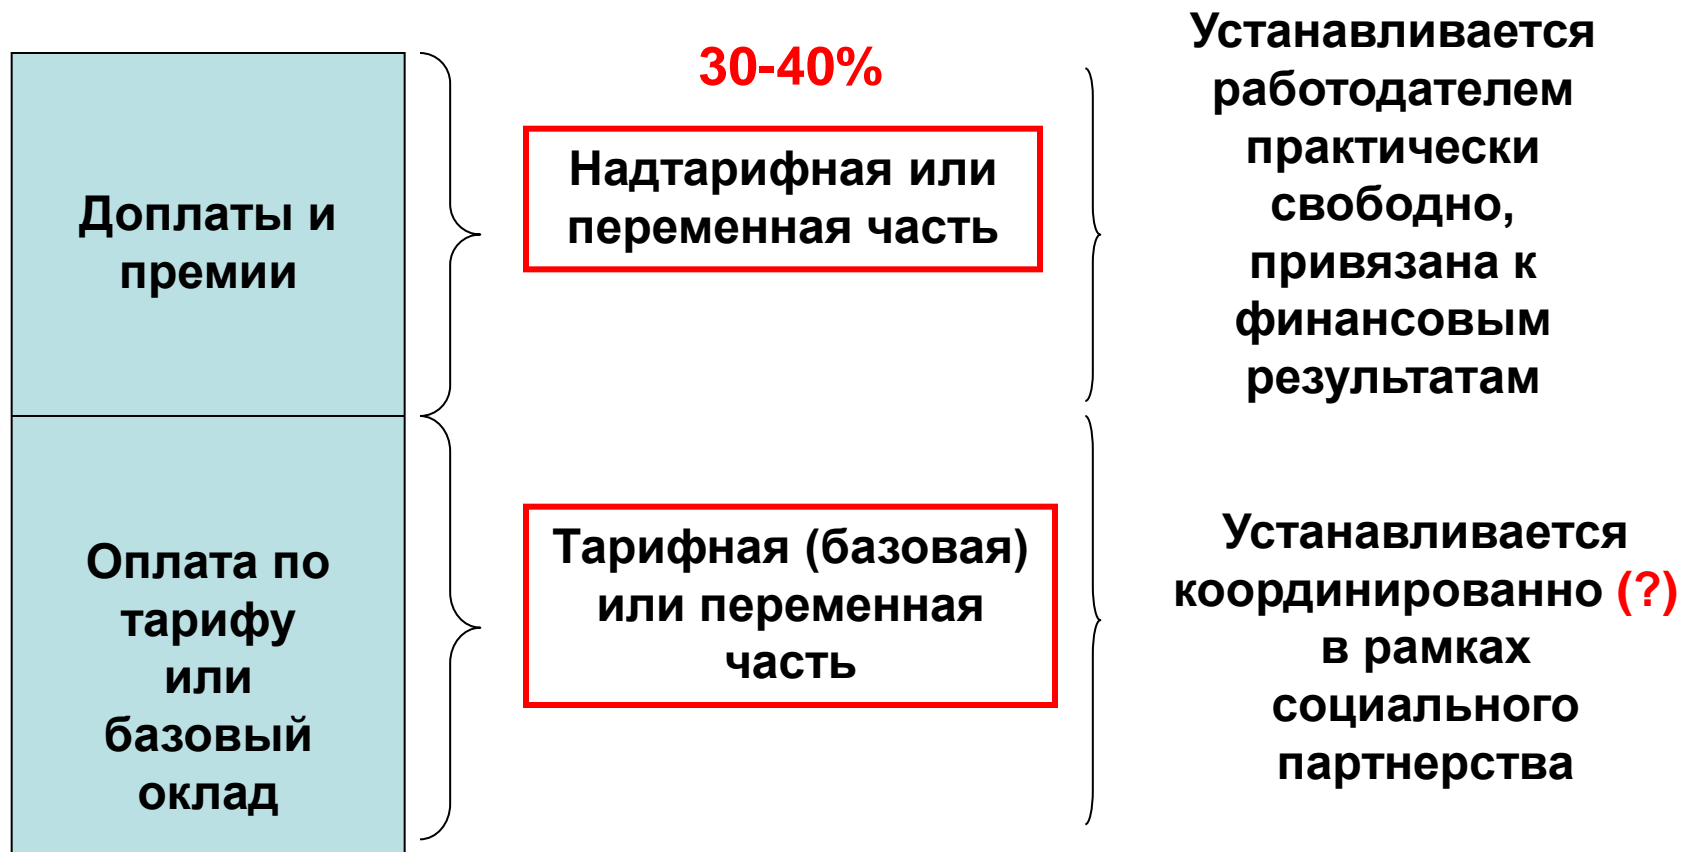 Доплаты и
премии
30-40%
Надтарифная или
переменная часть
Устанавливается
работодателем
практически
свободно,
привязана к
финансовым
результатам
Оплата по
тарифу
или
базовый
оклад
Тарифная (базовая)
или переменная
часть
Устанавливается
координированно (?)
в рамках
социального
партнерства